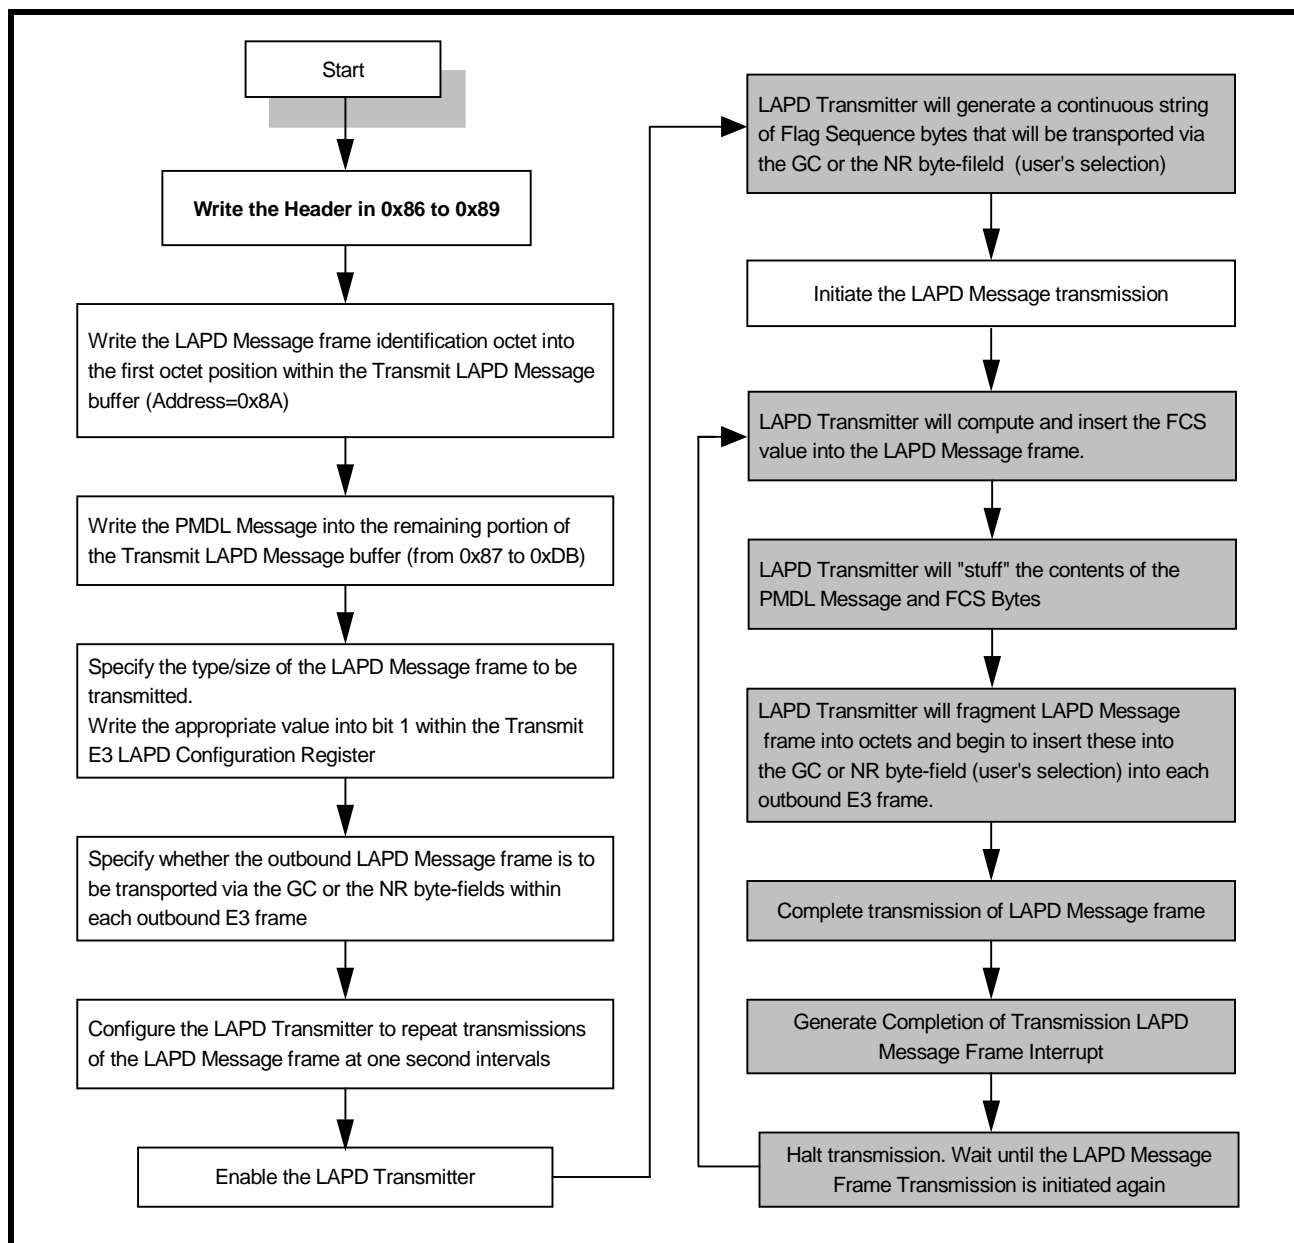 Start
Write the Header in 0x86 to 0x89
Write the LAPD Message frame identification octet into
the first octet position within the Transmit LAPD Message
buffer (Address=0x8A)
Write the PMDL Message into the remaining portion of
the Transmit LAPD Message buffer (from 0x87 to 0xDB)
Specify the type/size of the LAPD Message frame to be
transmitted.
Write the appropriate value into bit 1 within the Transmit
E3 LAPD Configuration Register
Specify whether the outbound LAPD Message frame is to
be transported via the GC or the NR byte-fields within
each outbound E3 frame
Configure the LAPD Transmitter to repeat transmissions
of the LAPD Message frame at one second intervals
Enable the LAPD Transmitter
LAPD Transmitter will generate a continuous string
of Flag Sequence bytes that will be transported via
the GC or the NR byte-fileld (user's selection)
Initiate the LAPD Message transmission
LAPD Transmitter will compute and insert the FCS
value into the LAPD Message frame.
LAPD Transmitter will "stuff" the contents of the
PMDL Message and FCS Bytes
LAPD Transmitter will fragment LAPD Message
frame into octets and begin to insert these into
the GC or NR byte-field (user's selection) into each
outbound E3 frame.
Complete transmission of LAPD Message frame
Generate Completion of Transmission LAPD
Message Frame Interrupt
Halt transmission. Wait until the LAPD Message
Frame Transmission is initiated again